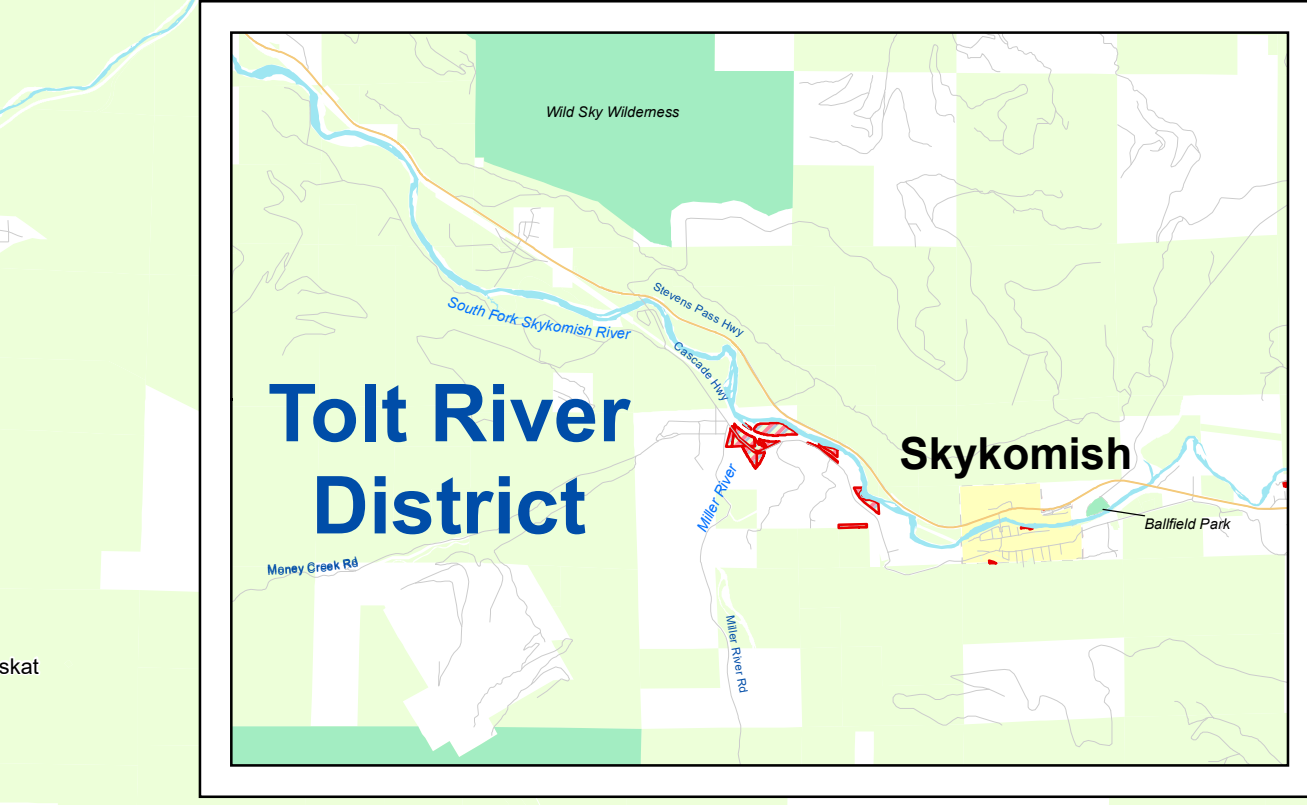 Wild Sky Wilderness
Stevens Pass Hwy
South Fork Skykomish River
Cascade Hwy
Tolt River
District
Skykomish
Miller River
Ballfield Park
Money Creek Rd
Miller River Rd
skat